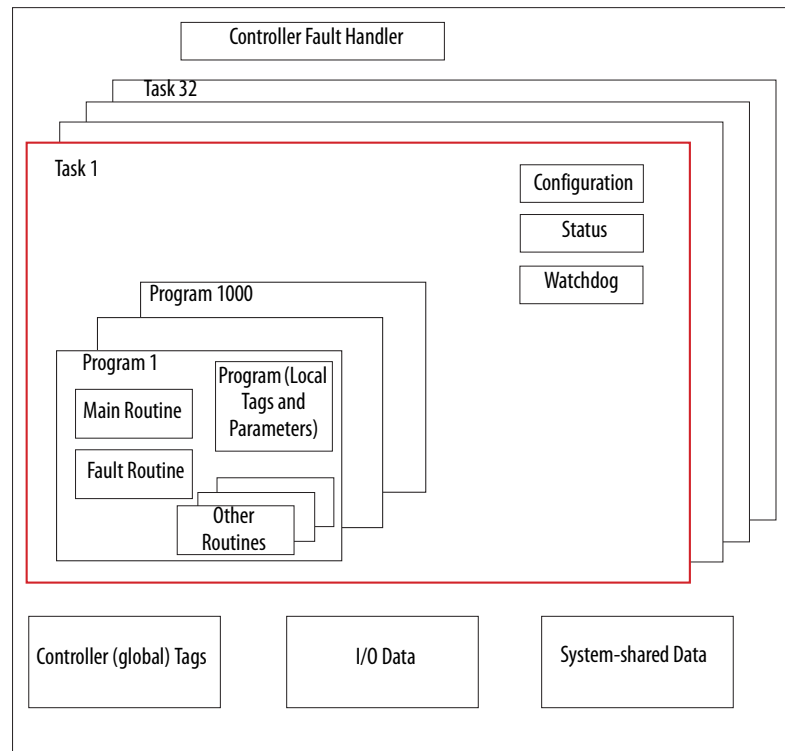 Controller Fault Handler
Task 32
Task 1
Configuration
Status
Watchdog
Program 1000
Program 1
Program (Local
Tags and
Parameters)
Main Routine
Fault Routine
Other
Routines
Controller (global) Tags
I/O Data
System-shared Data